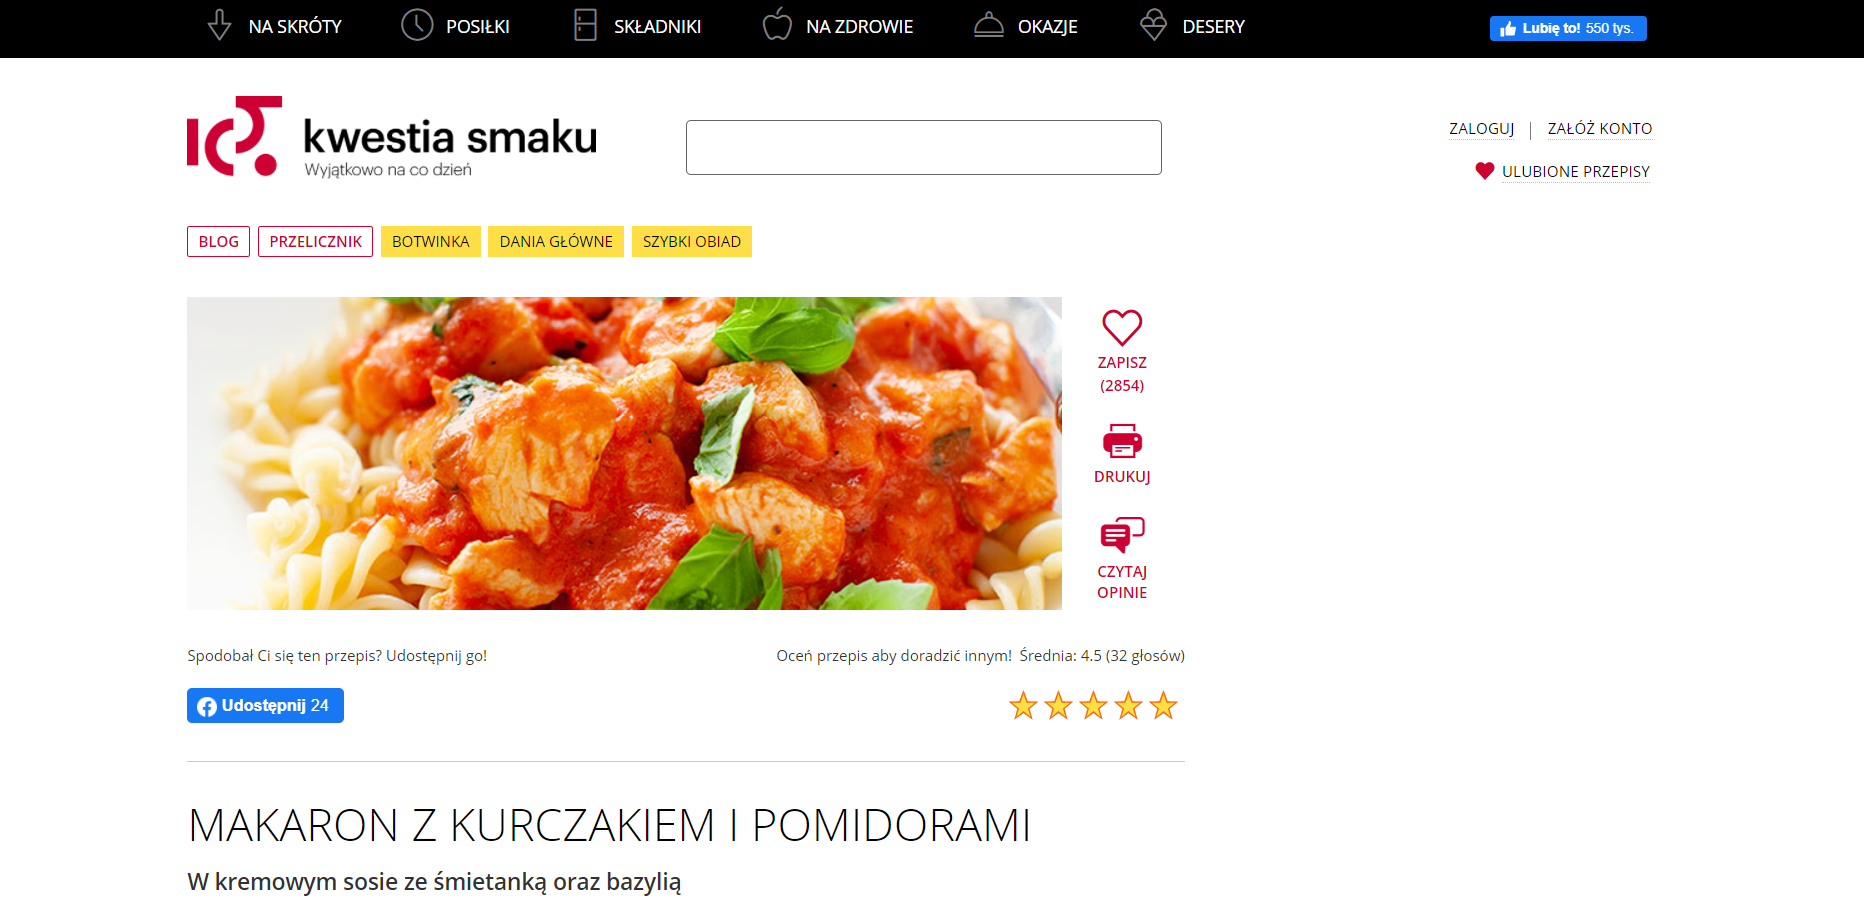 NA SKRÓTY POSIŁKI SKŁADNIKI NA ZDROWIE OKAZJE DESERY Lubię to! 550 tys.
kwestia smaku
Wyjątkowo na co dzień
ZALOGUJ | ZAŁÓŻ KONTO
ULUBIONE PRZEPISY
BLOG PRZELICZNIK BOTWINKA DANIA GŁÓWNE SZYBKI OBIAD
ZAPISZ
(2854)
DRUKUJ
CZYTAJ
OPINIE
Spodobał Ci się ten przepis? Udostępnij go!
Oceń przepis aby doradzić innym! Średnia: 4.5 (32 głosów)
Udostępnij 24
MAKARON Z KURCZAKIEM I POMIDORAMI
W kremowym sosie ze śmietanką oraz bazylią